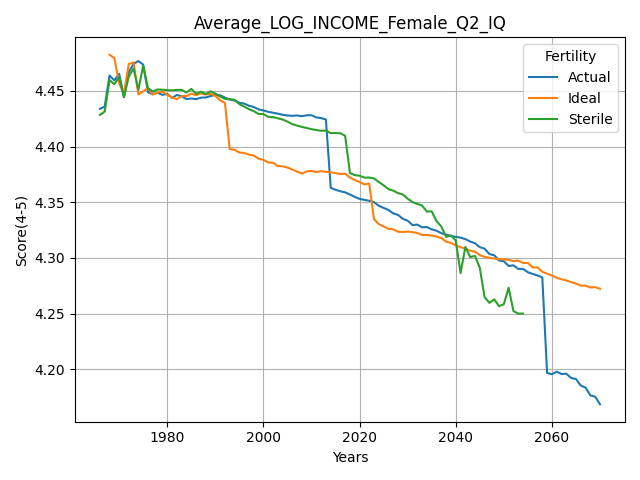 Average_LOG_INCOME_Female_Q2_IQ
Fertility
Actual
Ideal
Sterile
Score(4-5)
4.45
4.40
4.35
4.30
4.25
4.20
1980
2000
2020
2040
2060
Years